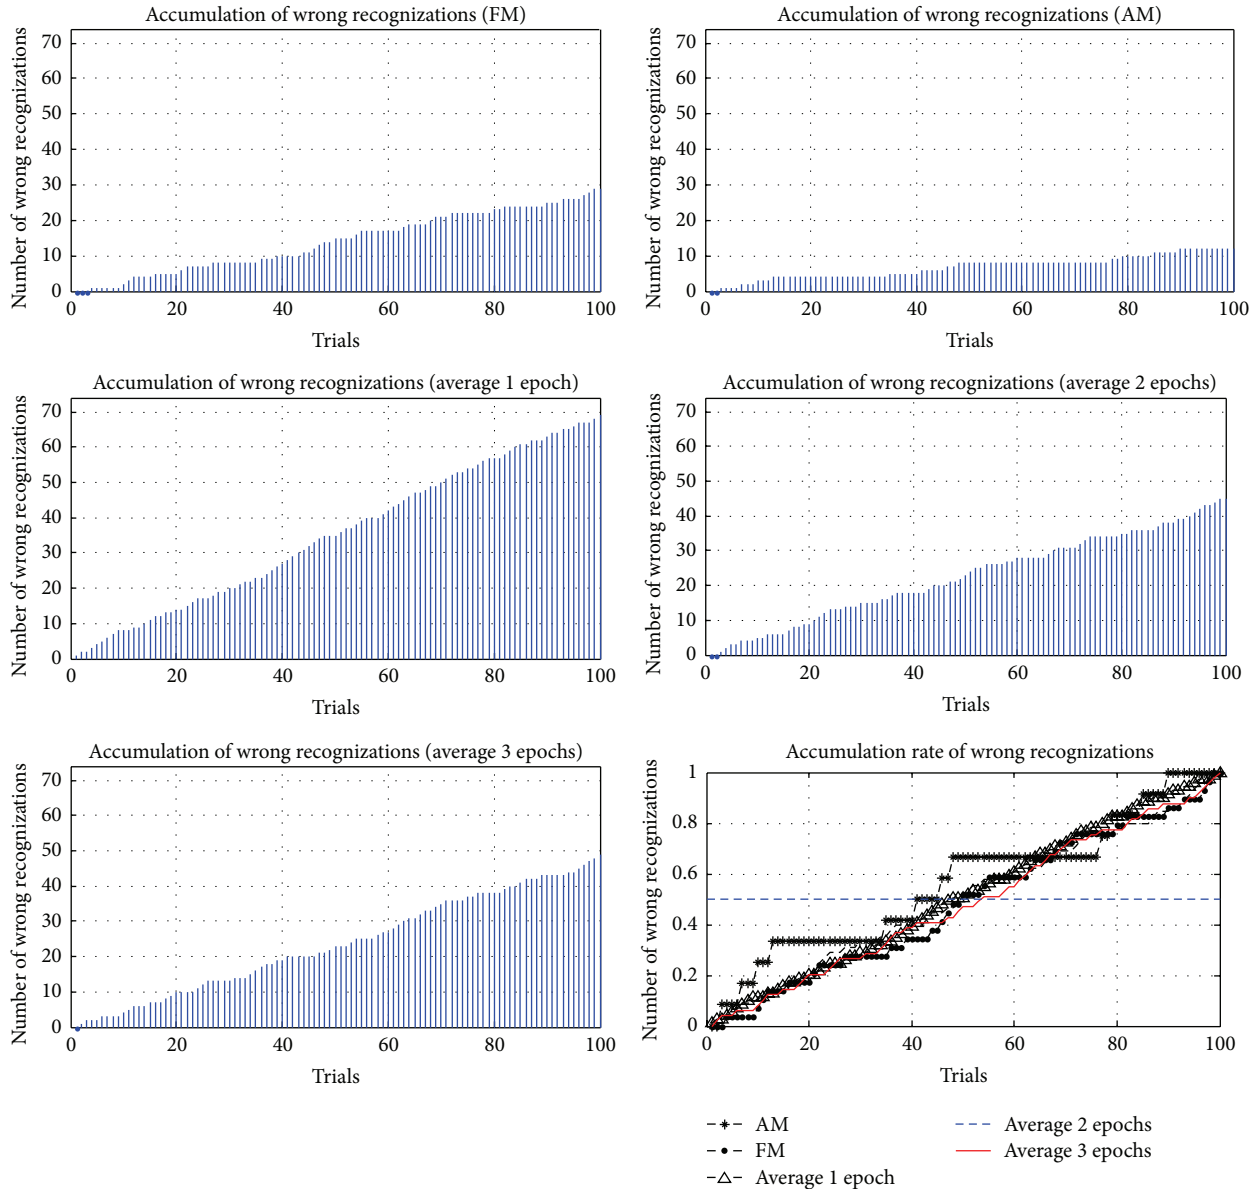 Accumulation of wrong recognizations (FM)
Number of wrong recognizations
70
60
50
40
30
20
10
0
0 20 40 60 80 100
Trials
Accumulation of wrong recognizations (AM)
Number of wrong recognizations
70
60
50
40
30
20
10
0
0 20 40 60 80 100
Trials
Accumulation of wrong recognizations (average 1 epoch)
Number of wrong recognizations
70
60
50
40
30
20
10
0
0 20 40 60 80 100
Trials
Accumulation of wrong recognizations (average 2 epochs)
Number of wrong recognizations
70
60
50
40
30
20
10
0
0 20 40 60 80 100
Trials
Accumulation of wrong recognizations (average 3 epochs)
Number of wrong recognizations
70
60
50
40
30
20
10
0
0 20 40 60 80 100
Trials
Accumulation rate of wrong recognizations
Number of wrong recognizations
1
0.8
0.6
0.4
0.2
0
0 20 40 60 80 100
Trials
AM
FM
Average 1 epoch
Average 2 epochs
Average 3 epochs